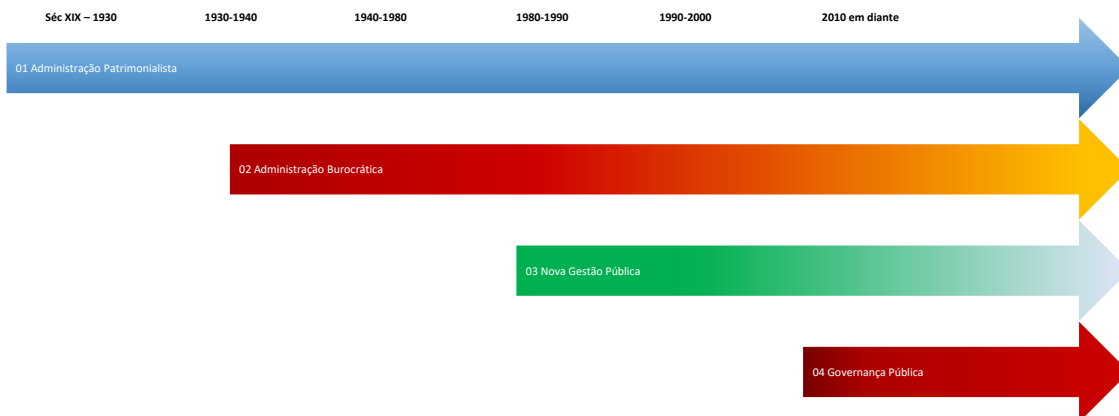 Séc XIX – 1930 1930-1940 1940-1980 1980-1990 1990-2000 2010 em diante
01 Administração Patrimonialista
02 Administração Burocrática
03 Nova Gestão Pública
04 Governança Pública